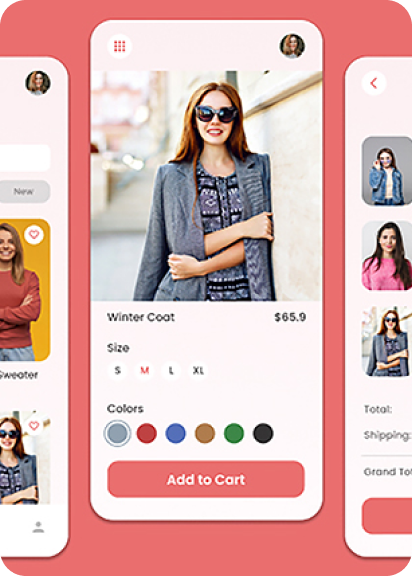 New
Sweater
Winter Coat $65.9
Size
S M L XL
Colors
Add to Cart
Total:
Shipping:
Grand Tot